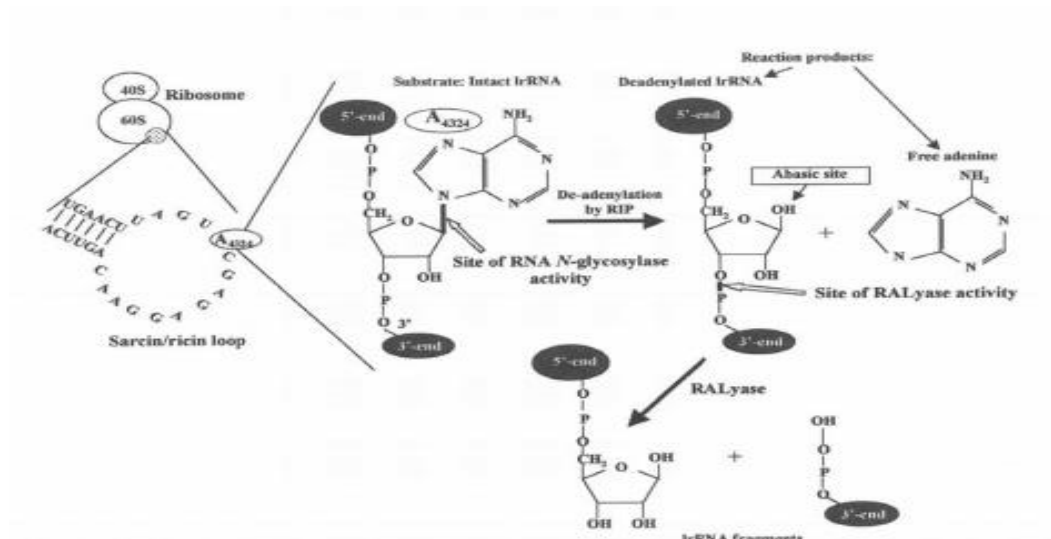 Reaction products:
40S
Ribosome
60S
Substrate: Intact lrRNA
Deadenylated lrRNA
5'-end
A4324
NH2
N
N
N
N
O
P
O
CH2
O
O
OH
P
O
3'
3'-end
De-adenylation
by RIP
Site of RNA N-glycosylase
activity
5'-end
O
P
O
CH2
O
OH
O
OH
P
O
3'-end
Abasic site
+
Free adenine
NH2
N
N
N
N
Site of RALyase activity
UGAACU
ACUUGA
U A G U
A4324
C G A G
A G G A A C
Sarcin/ricin loop
RALyase
5'-end
O
P
O
CH2
O
OH
OH OH
+
OH
O
P
O
3'-end
lrRNA fragments